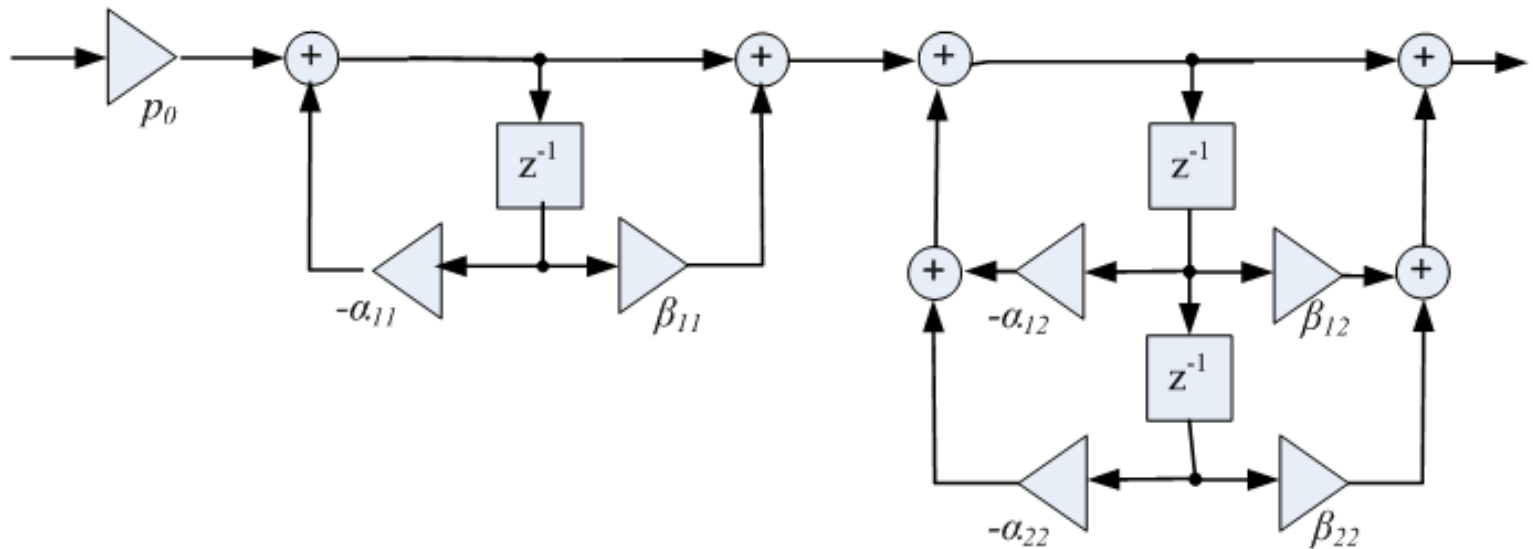 + + + +
p₀
z⁻¹ z⁻¹
-α₁₁ β₁₁ + -α₁₂ β₁₂ +
z⁻¹
-α₂₂ β₂₂